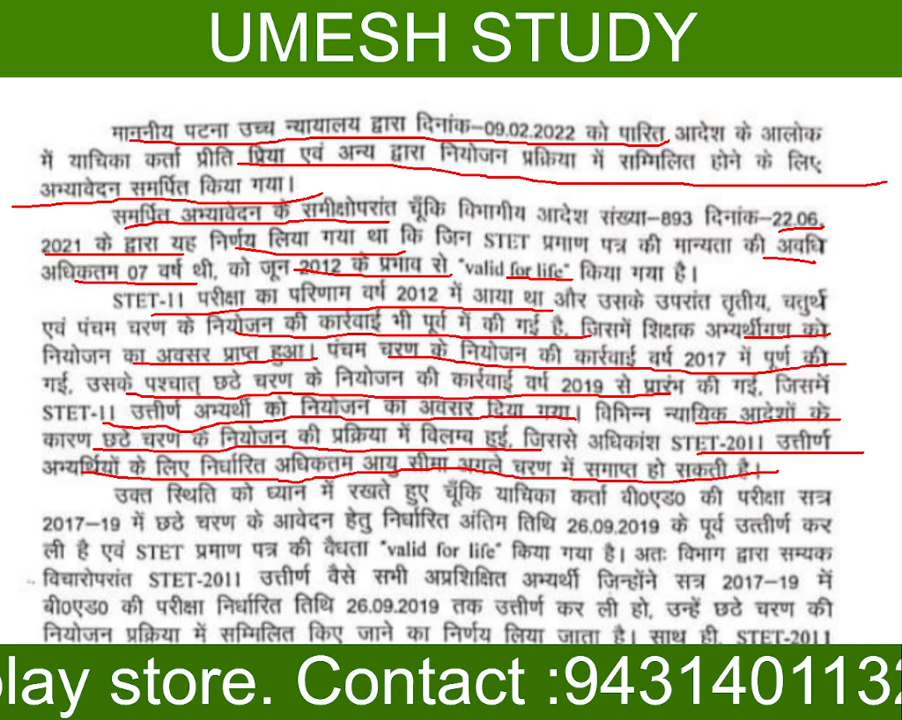 UMESH STUDY
माननीय पटना उच्च न्यायालय द्वारा दिनांक–09.02.2022 को पारित आदेश के आलोक
में याचिका कर्ता प्रीति प्रिया एवं अन्य द्वारा नियोजन प्रक्रिया में सम्मिलित होने के लिए
अभ्यावेदन समर्पित किया गया।
समर्पित अभ्यावेदन के समीक्षोपरांत चूँकि विभागीय आदेश संख्या–893 दिनांक–22.06.
2021 के द्वारा यह निर्णय लिया गया था कि जिन STET प्रमाण पत्र की मान्यता की अवधि
अधिकतम 07 वर्ष थी, को जून 2012 के प्रभाव से "valid for life" किया गया है।
STET-11 परीक्षा का परिणाम वर्ष 2012 में आया था और उसके उपरांत तृतीय, चतुर्थ
एवं पंचम चरण के नियोजन की कार्रवाई भी पूर्व में की गई है, जिसमें शिक्षक अभ्यर्थीगण को
नियोजन का अवसर प्राप्त हुआ। पंचम चरण के नियोजन की कार्रवाई वर्ष 2017 में पूर्ण की
गई, उसके पश्चात् छठे चरण के नियोजन की कार्रवाई वर्ष 2019 से प्रारंभ की गई, जिसमें
STET-11 उत्तीर्ण अभ्यर्थी को नियोजन का अवसर दिया गया। विभिन्न न्यायिक आदेशों के
कारण छठे चरण के नियोजन की प्रक्रिया में विलम्ब हुई, जिससे अधिकांश STET-2011 उत्तीर्ण
अभ्यर्थियों के लिए निर्धारित अधिकतम आयु सीमा अगले चरण में समाप्त हो सकती है।
उक्त स्थिति को ध्यान में रखते हुए चूँकि याचिका कर्ता बी०एड० की परीक्षा सत्र
2017–19 में छठे चरण के आवेदन हेतु निर्धारित अंतिम तिथि 26.09.2019 के पूर्व उत्तीर्ण कर
ली है एवं STET प्रमाण पत्र की वैधता "valid for life" किया गया है। अतः विभाग द्वारा सम्यक
विचारोपरांत STET-2011 उत्तीर्ण वैसे सभी अप्रशिक्षित अभ्यर्थी जिन्होंने सत्र 2017–19 में
बी०एड० की परीक्षा निर्धारित तिथि 26.09.2019 तक उत्तीर्ण कर ली हो, उन्हें छठे चरण की
नियोजन प्रक्रिया में सम्मिलित किए जाने का निर्णय लिया जाता है। साथ ही, STET-2011
play store. Contact :9431401132